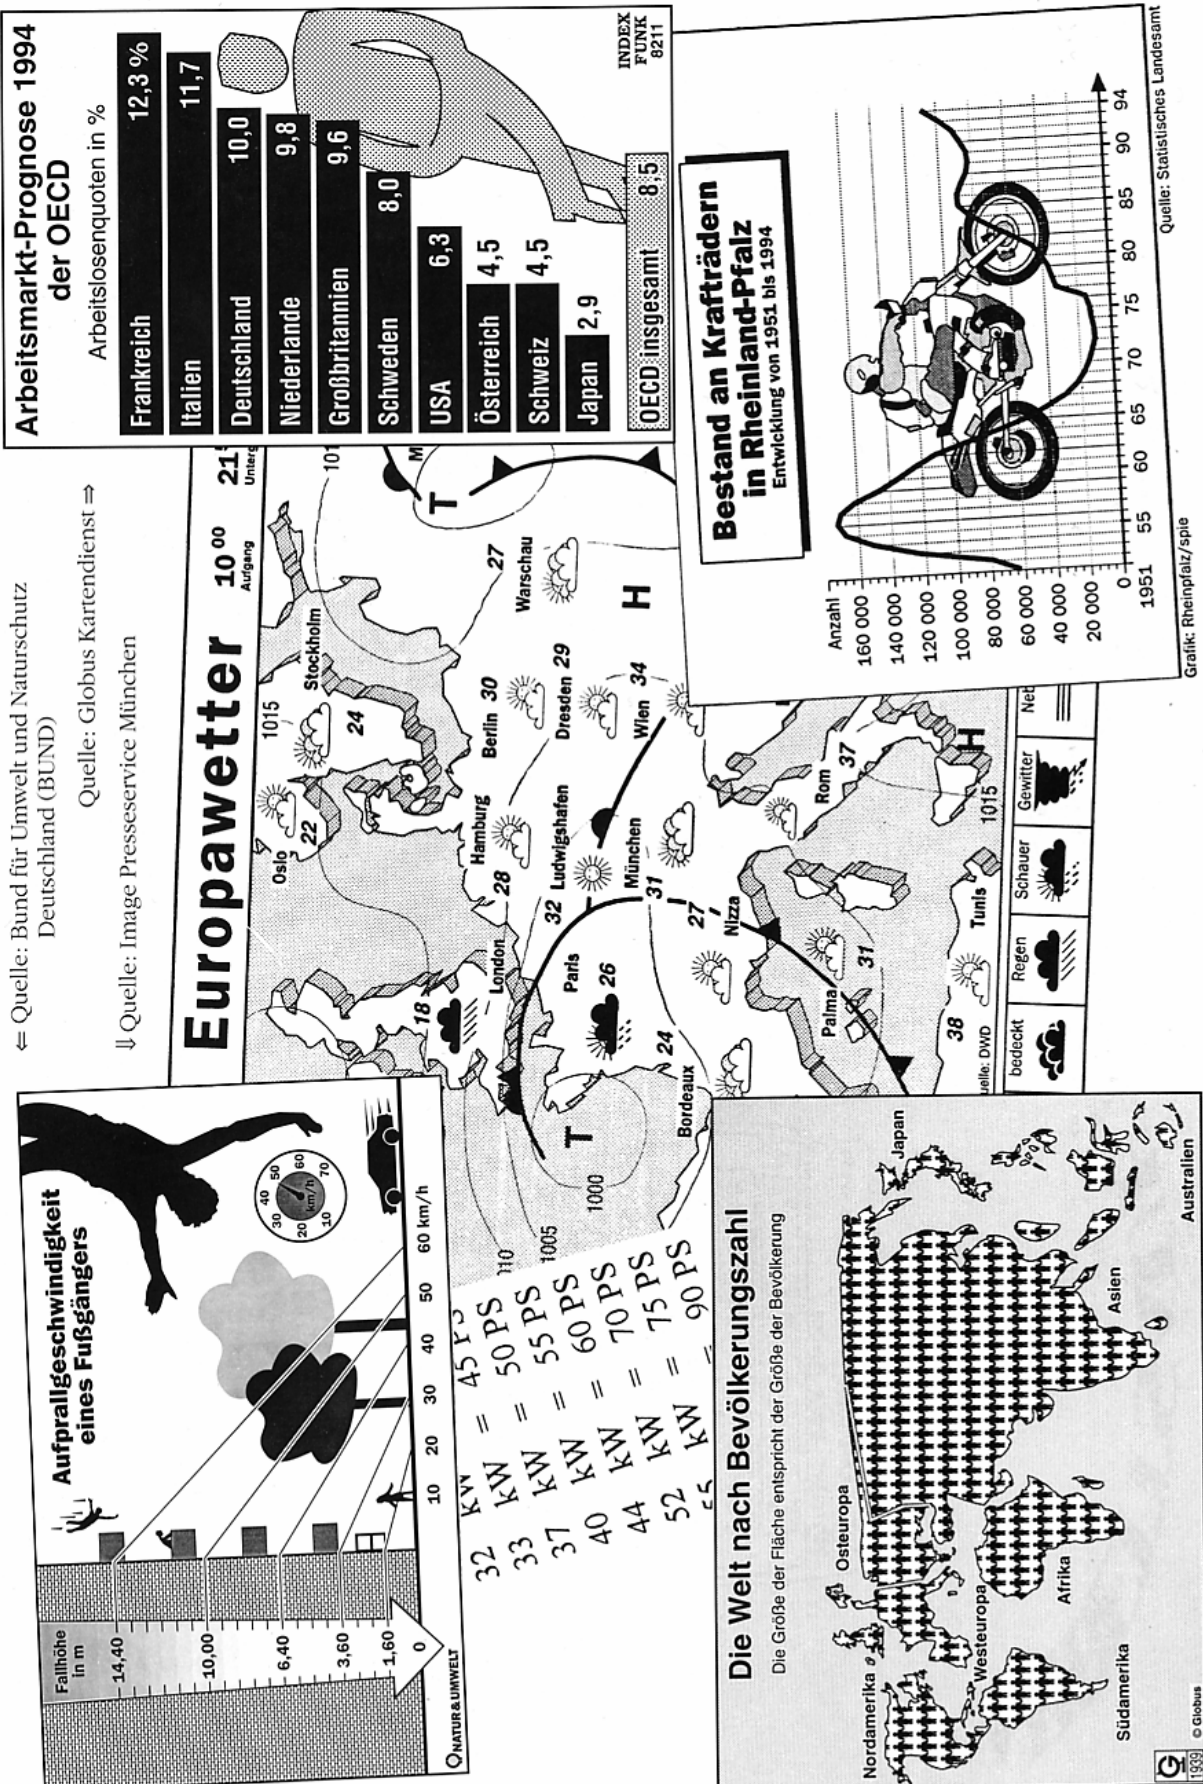 ⇐ Quelle: Bund für Umwelt und Naturschutz
Deutschland (BUND)
Quelle: Globus Kartendienst ⇒
⇓ Quelle: Image Presseservice München
Aufprallgeschwindigkeit
eines Fußgängers
Fallhöhe
in m
14,40
10,00
6,40
3,60
1,60
0
10 20 30 40 50 60 km/h
10 20 30 40 50 60 70
km/h
NATUR&UMWELT
Arbeitsmarkt-Prognose 1994
der OECD
Arbeitslosenquoten in %
Frankreich 12,3 %
Italien 11,7
Deutschland 10,0
Niederlande 9,8
Großbritannien 9,6
Schweden 8,0
USA 6,3
Österreich 4,5
Schweiz 4,5
Japan 2,9
OECD insgesamt 8,5
INDEX
FUNK
8211
Europawetter
10 00
Aufgang
Stockholm
24
1015
Oslo
22
T
27
Warschau
H
Berlin 30
Dresden 29
Wien 34
Hamburg
28
Ludwigshafen
32
München
31
London
18
Paris
26
27
Nizza
Rom
37
H
1015
Palma
31
Tunis
38
Bordeaux
24
T
1000
1005
bedeckt
Regen
Schauer
Gewitter
32 kW = 45 PS
33 kW = 50 PS
37 kW = 55 PS
40 kW = 60 PS
44 kW = 70 PS
52 kW = 75 PS
kW = 90 PS
Bestand an Krafträdern
in Rheinland-Pfalz
Entwicklung von 1951 bis 1994
Anzahl
160 000
140 000
120 000
100 000
80 000
60 000
40 000
20 000
0
1951 55 60 65 70 75 80 85 90 94
Grafik: Rheinpfalz/spie
Quelle: Statistisches Landesamt
Die Welt nach Bevölkerungszahl
Die Größe der Fläche entspricht der Größe der Bevölkerung
Nordamerika
Osteuropa
Westeuropa
Japan
Asien
Afrika
Südamerika
Australien
© Globus
1939